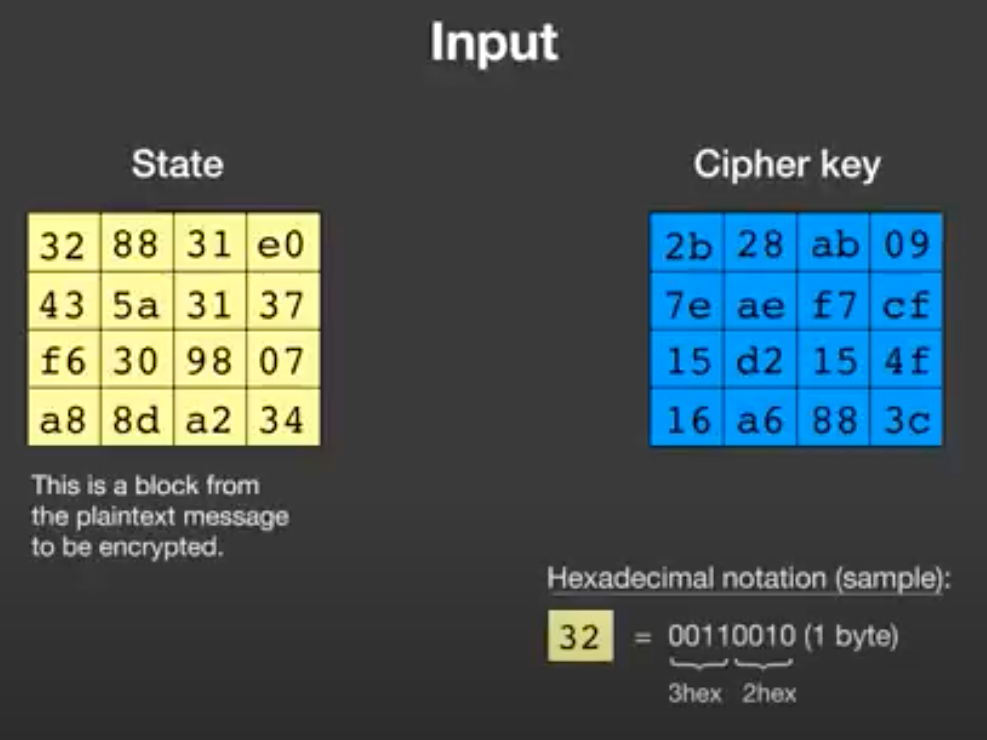 Input
State
32 88 31 e0
43 5a 31 37
f6 30 98 07
a8 8d a2 34
This is a block from
the plaintext message
to be encrypted.
Cipher key
2b 28 ab 09
7e ae f7 cf
15 d2 15 4f
16 a6 88 3c
Hexadecimal notation (sample):
32 = 00110010 (1 byte)
3hex 2hex